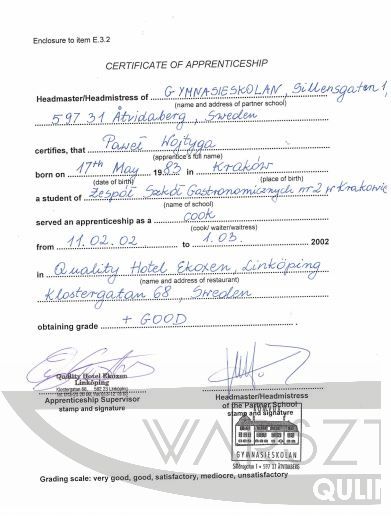 Enclosure to item E.3.2
CERTIFICATE OF APPRENTICESHIP
Headmaster/Headmistress of GYMNASIESKOLAN, Sillensgatan 1,
(name and address of partner school)
597 31 Åtvidaberg, Sweden
certifies, that Paweł Wojtyga
(apprentice's full name)
born on 17th May 1983 in Kraków
(date of birth) (place of birth)
a student of Zespół Szkół Gastronomicznych nr 2 w Krakowie
(name of school)
served an apprenticeship as a cook
(cook/ waiter/waitress)
from 11.02.02 to 1.03. 2002
in Quality Hotel Ekoxen, Linköping
(name and address of restaurant)
Klostergatan 68, Sweden
obtaining grade + GOOD
Quality Hotel Ekoxen
Linköping
Klostergatan 68, 582 23 Linköping
Apprenticeship Supervisor
stamp and signature
Headmaster/Headmistress
of the Partner School
stamp and signature
GYMNASIESKOLAN
Sillensgatan 1 • 597 31 ÅTVIDABERG
WARSZT
QULI
Grading scale: very good, good, satisfactory, mediocre, unsatisfactory